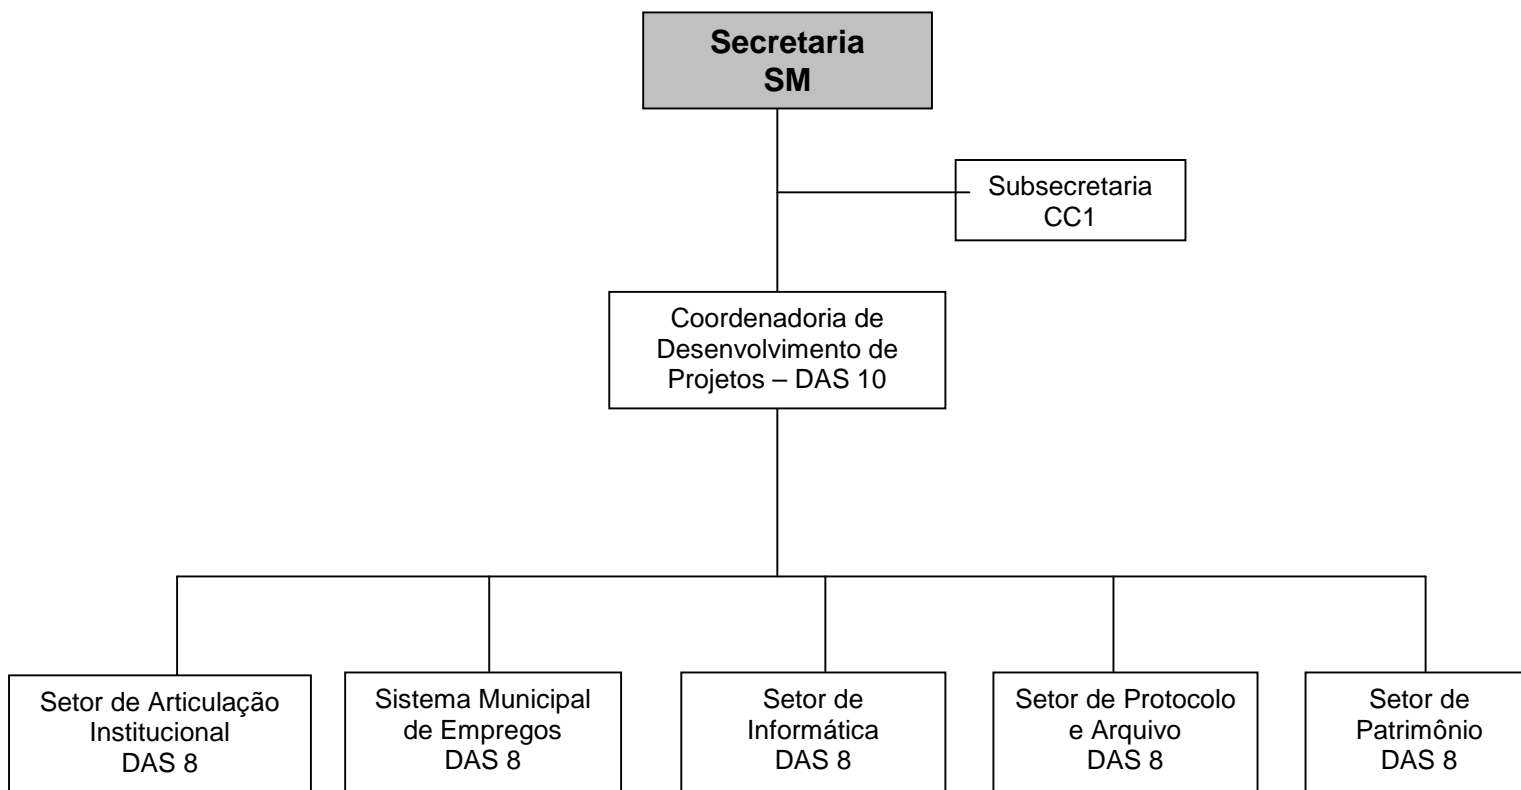 Secretaria
SM
Subsecretaria
CC1
Coordenadoria de
Desenvolvimento de
Projetos – DAS 10
Setor de Articulação
Institucional
DAS 8
Sistema Municipal
de Empregos
DAS 8
Setor de
Informática
DAS 8
Setor de Protocolo
e Arquivo
DAS 8
Setor de
Patrimônio
DAS 8